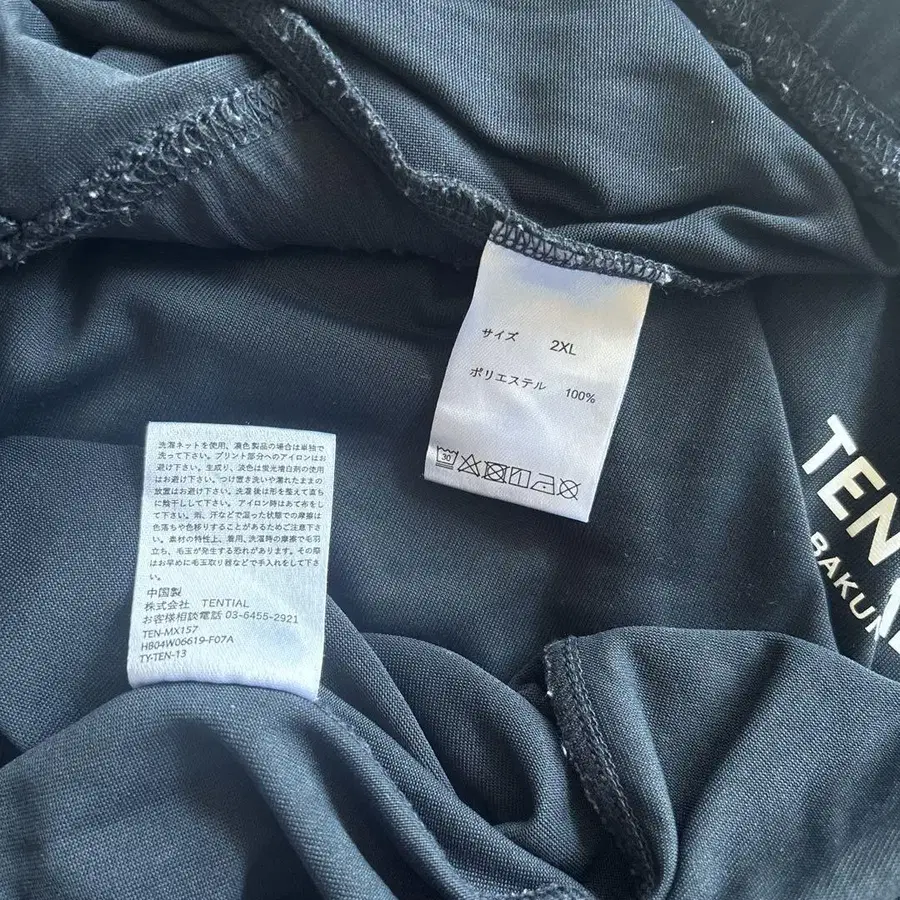 サイズ 2XL
ポリエステル 100%
30
洗濯ネットを使用、濃色製品の場合は単独で
洗って下さい。プリント部分へのアイロンはお
避け下さい。生成り、淡色は蛍光増白剤の使用
はお避け下さい。つけ置き洗いや濡れたままの
放置はお避け下さい。洗濯後は形を整えて直ち
に陰干しして下さい。アイロン時はあて布をし
て下さい。雨、汗などで湿った状態での摩擦は
色落ちや色移りすることがあるためご注意下さ
い。素材の特性上、着用、洗濯時の摩擦で毛羽
立ち、毛玉が発生する恐れがあります。その際
はお早めに毛玉取り器などで手入れをして下さ
い。
中国製
株式会社 TENTIAL
お客様相談電話 03-6455-2921
TEN-MX157
HB04W06619-F07A
TY-TEN-13
TEN
BAKUN